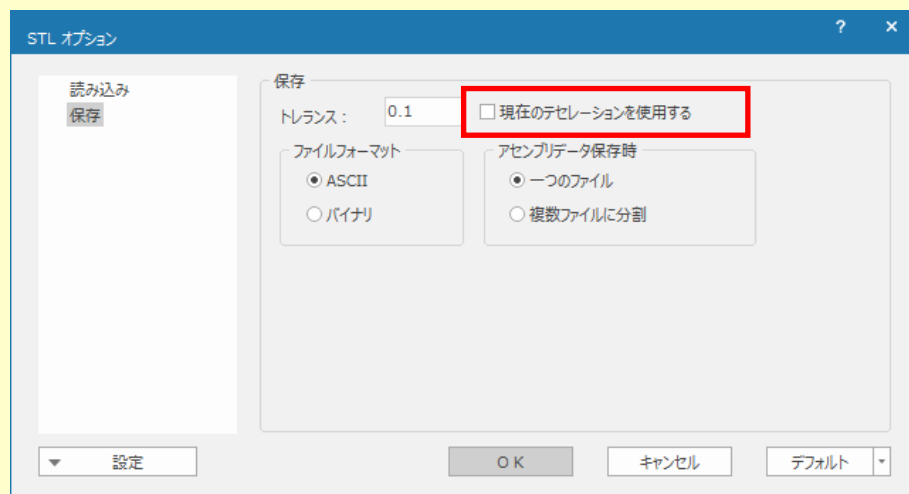 STL オプション
? ×
読み込み
保存
保存
トレランス : 0.1 現在のテセレーションを使用する
ファイルフォーマット
ASCII
バイナリ
アセンブリデータ保存時
一つのファイル
複数ファイルに分割
設定
OK
キャンセル
デフォルト